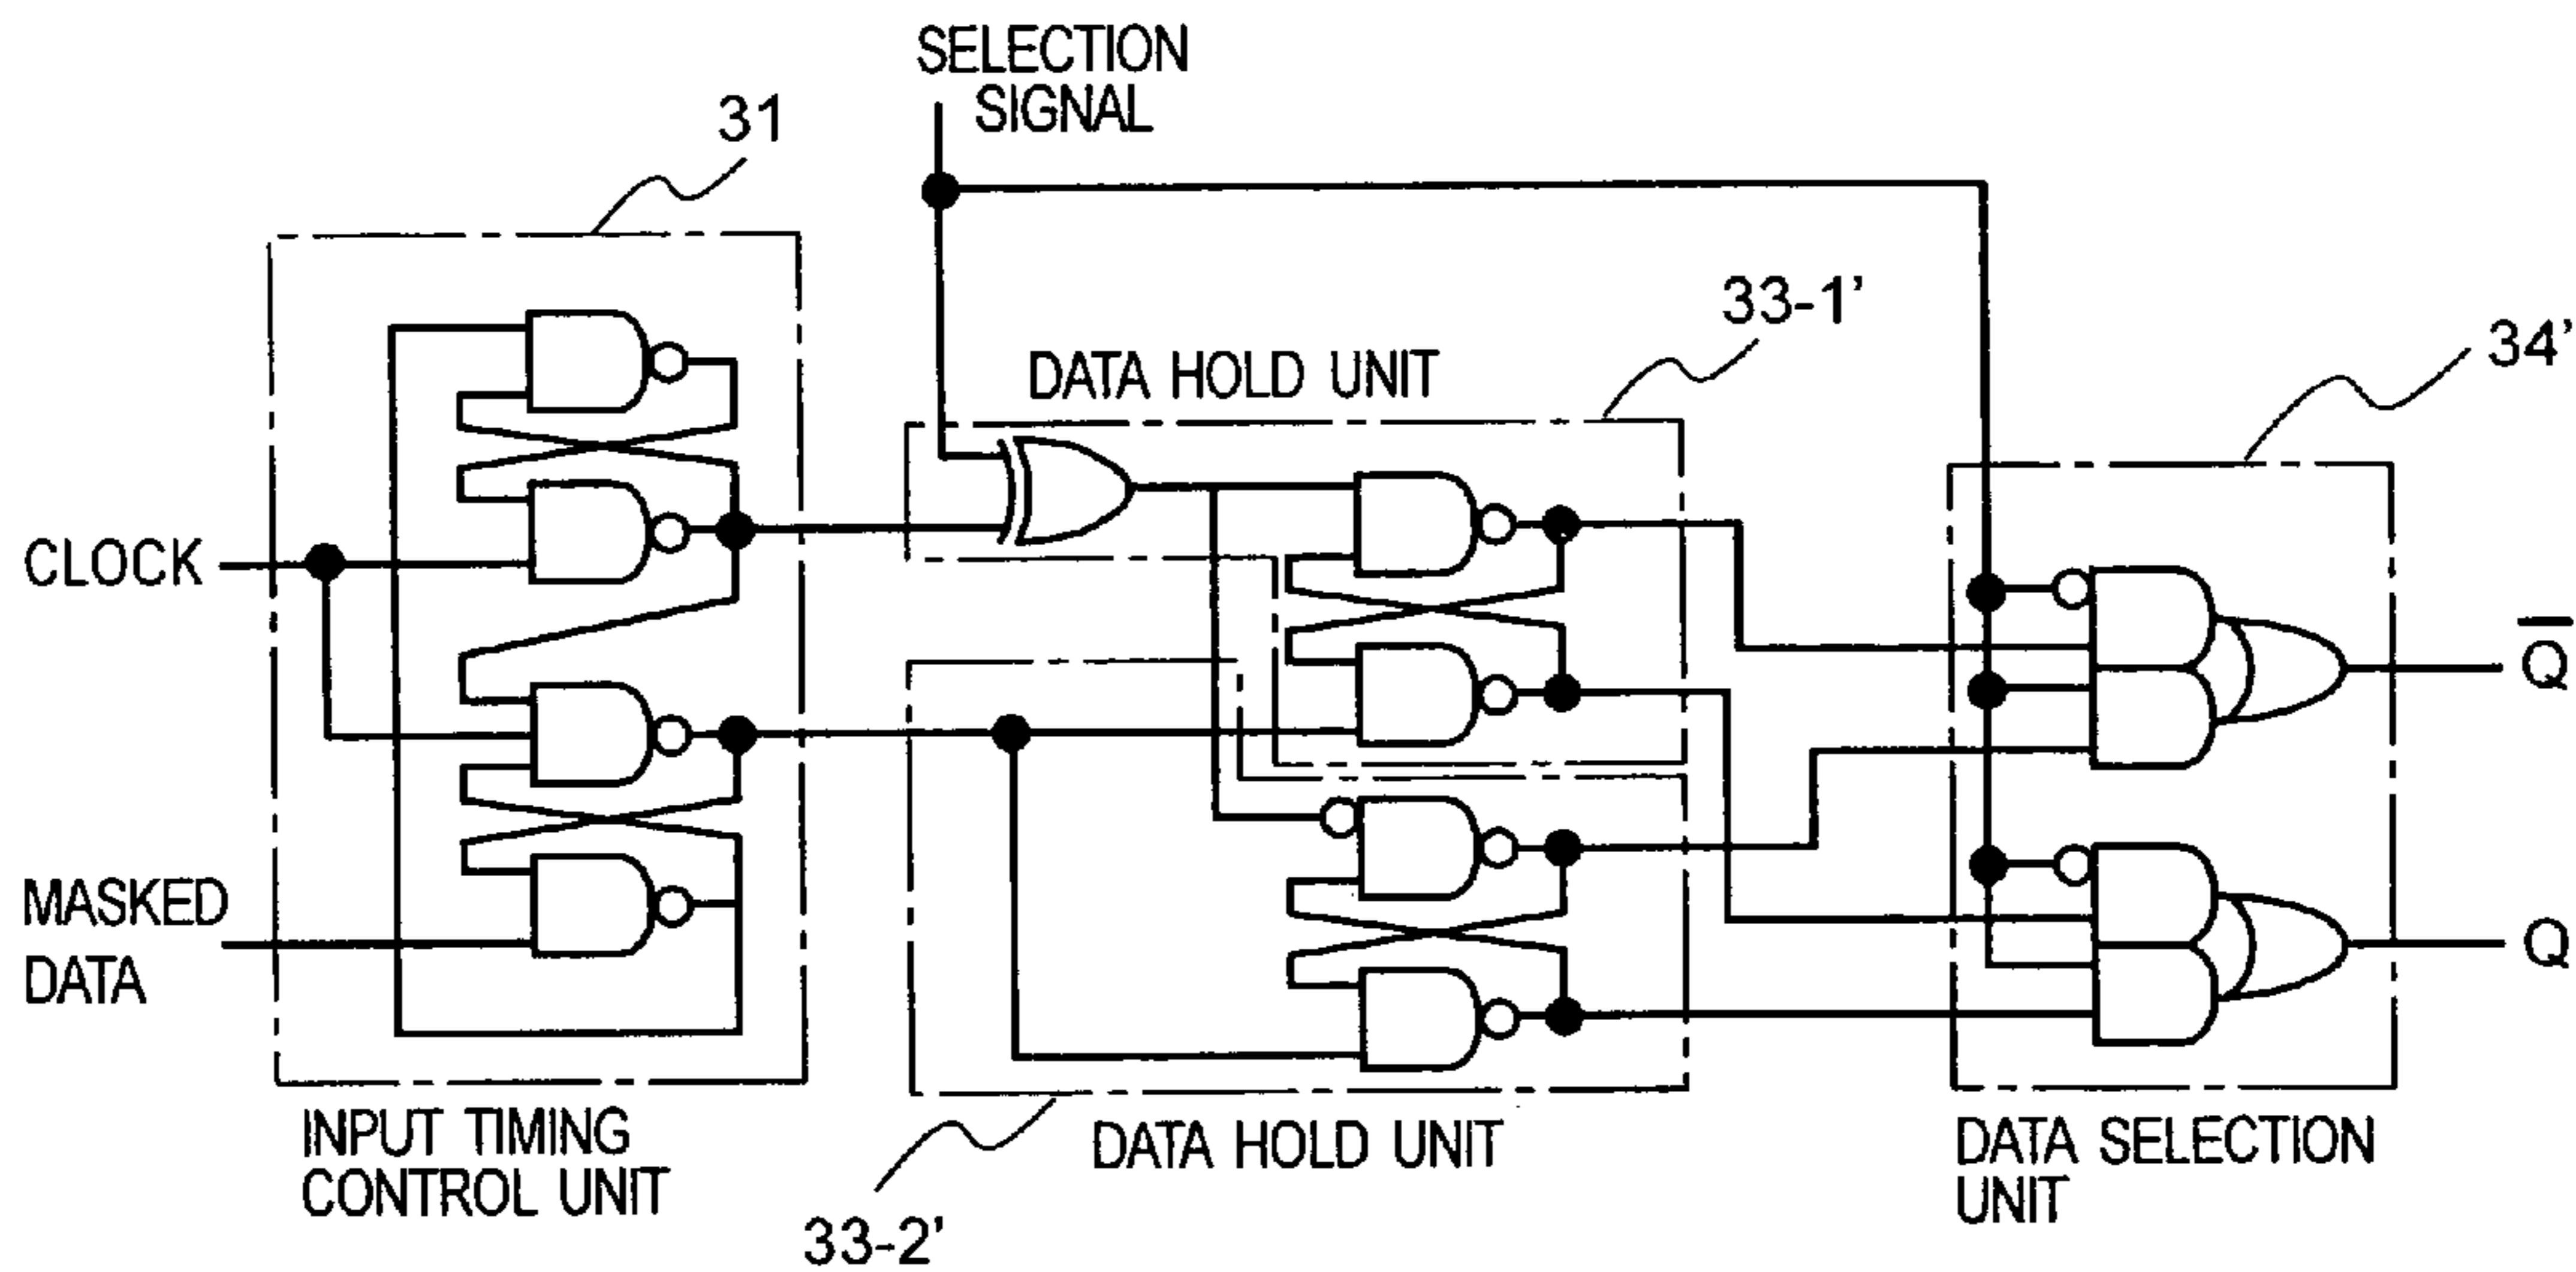 SELECTION
SIGNAL
31
33-1’
DATA HOLD UNIT
34’
CLOCK
Q
MASKED
DATA
Q
INPUT TIMING
CONTROL UNIT
DATA HOLD UNIT
DATA SELECTION
UNIT
33-2’